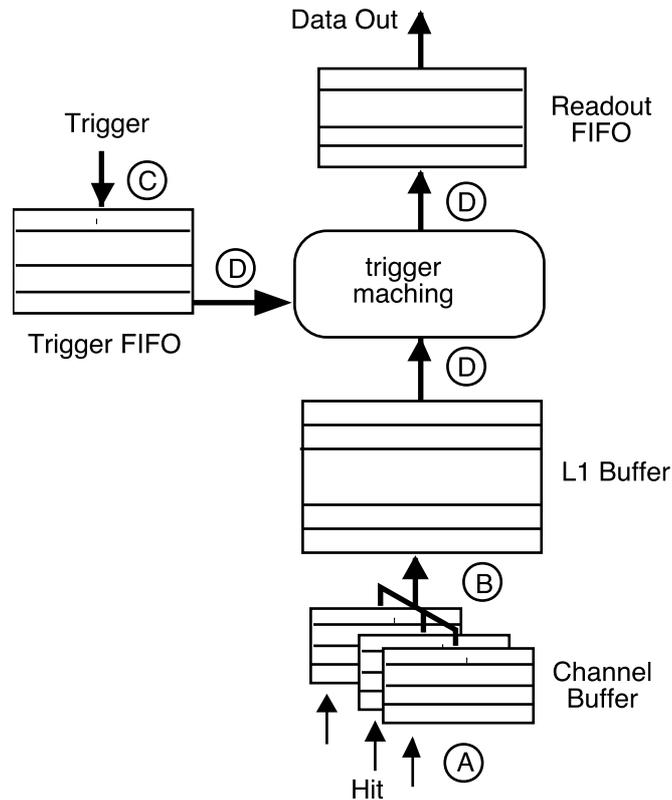 Data Out
Readout
FIFO
Trigger
C
D
D
trigger
maching
Trigger FIFO
D
L1 Buffer
B
Channel
Buffer
A
Hit